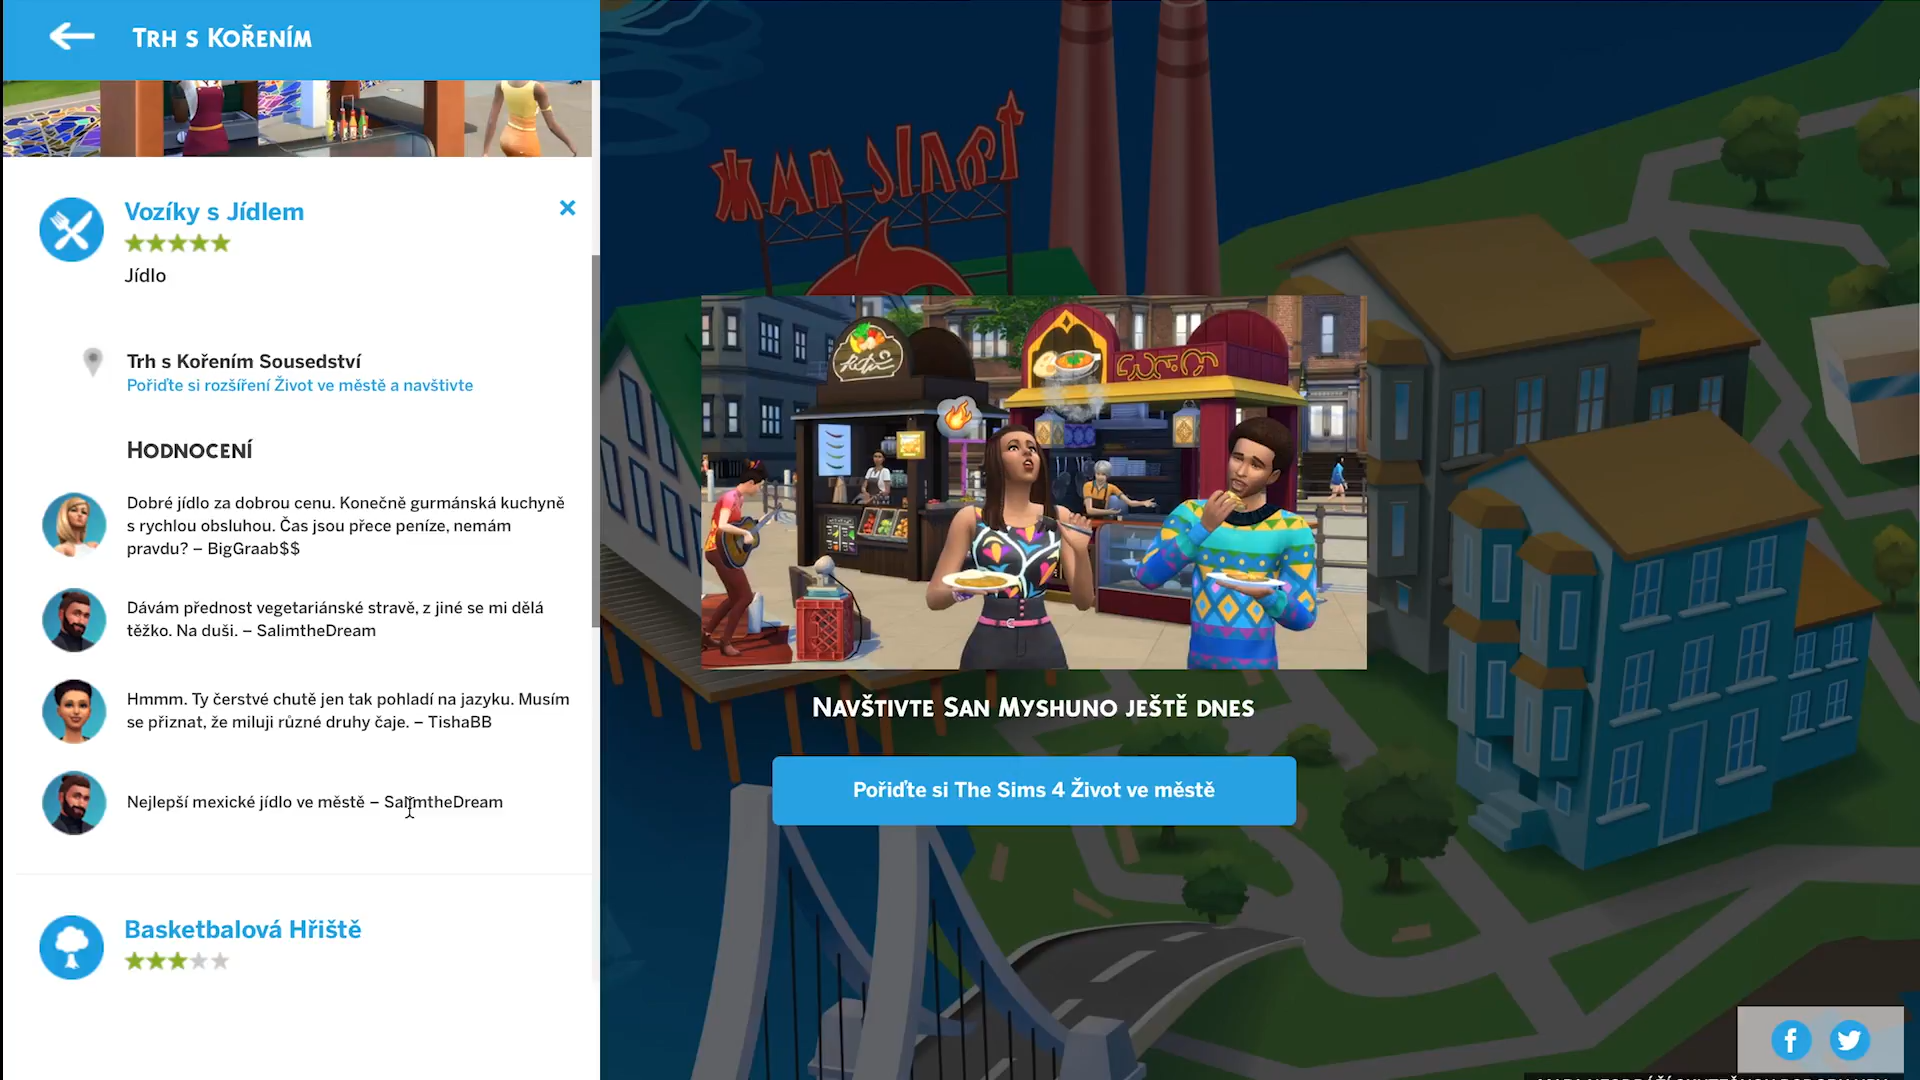 Trh s Kořením
Vozíky s Jídlem
Jídlo
Trh s Kořením Sousedství
Pořiďte si rozšíření Život ve městě a navštivte
Hodnocení
Dobré jídlo za dobrou cenu. Konečně gurmánská kuchyně
s rychlou obsluhou. Čas jsou přece peníze, nemám
pravdu? – BigGraab$$
Dávám přednost vegetariánské stravě, z jiné se mi dělá
těžko. Na duši. – SalimtheDream
Hmmm. Ty čerstvé chutě jen tak pohladí na jazyku. Musím
se přiznat, že miluji různé druhy čaje. – TishaBB
Nejlepší mexické jídlo ve městě – SalimtheDream
Basketbalová Hřiště
Navštivte San Myshuno ještě dnes
Pořiďte si The Sims 4 Život ve městě